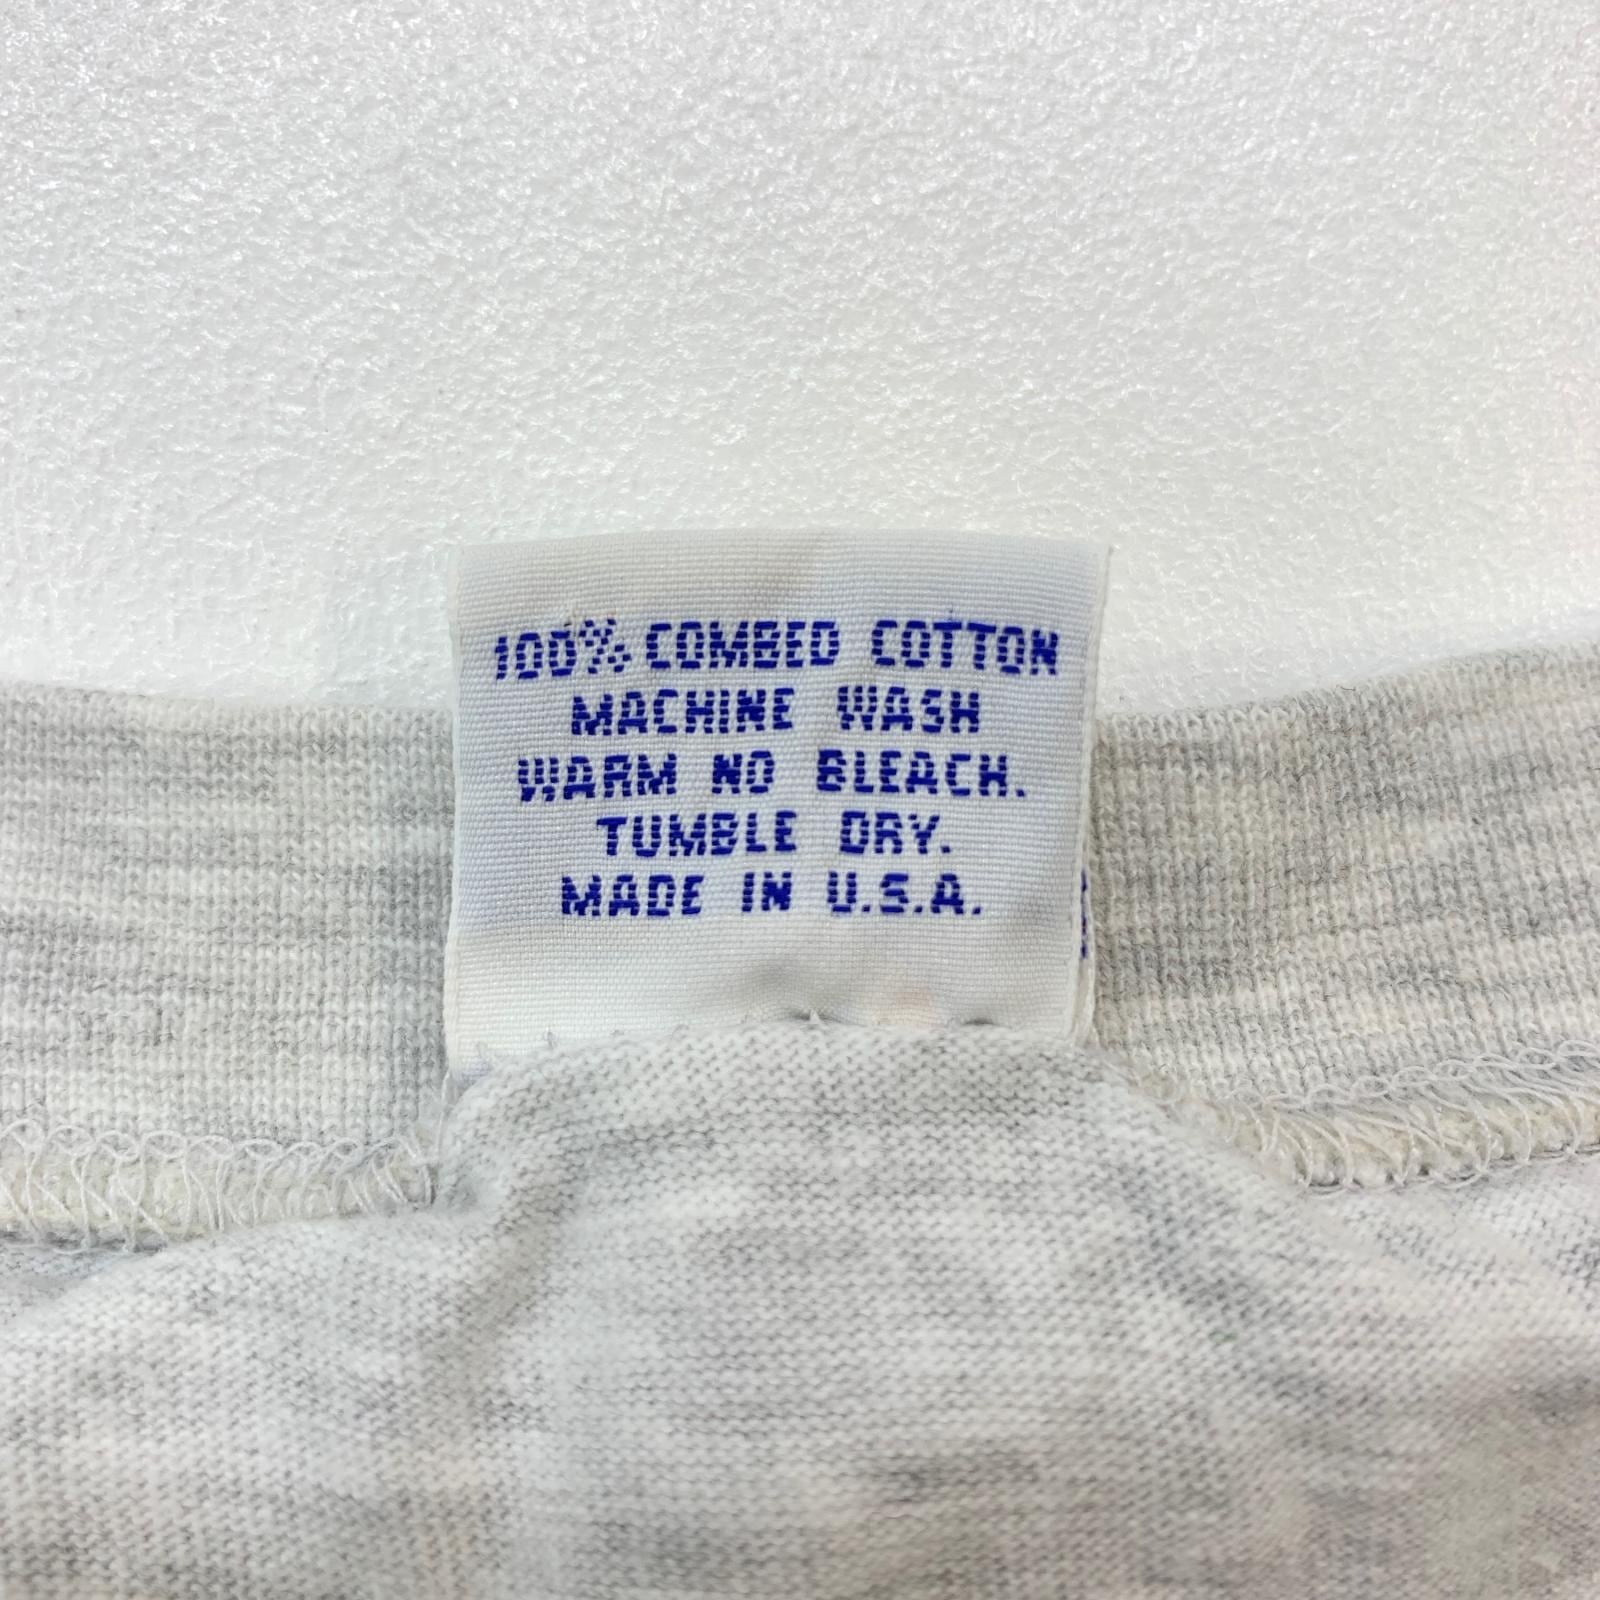 100% COMBED COTTON
MACHINE WASH
WARM NO BLEACH.
TUMBLE DRY.
MADE IN U.S.A.